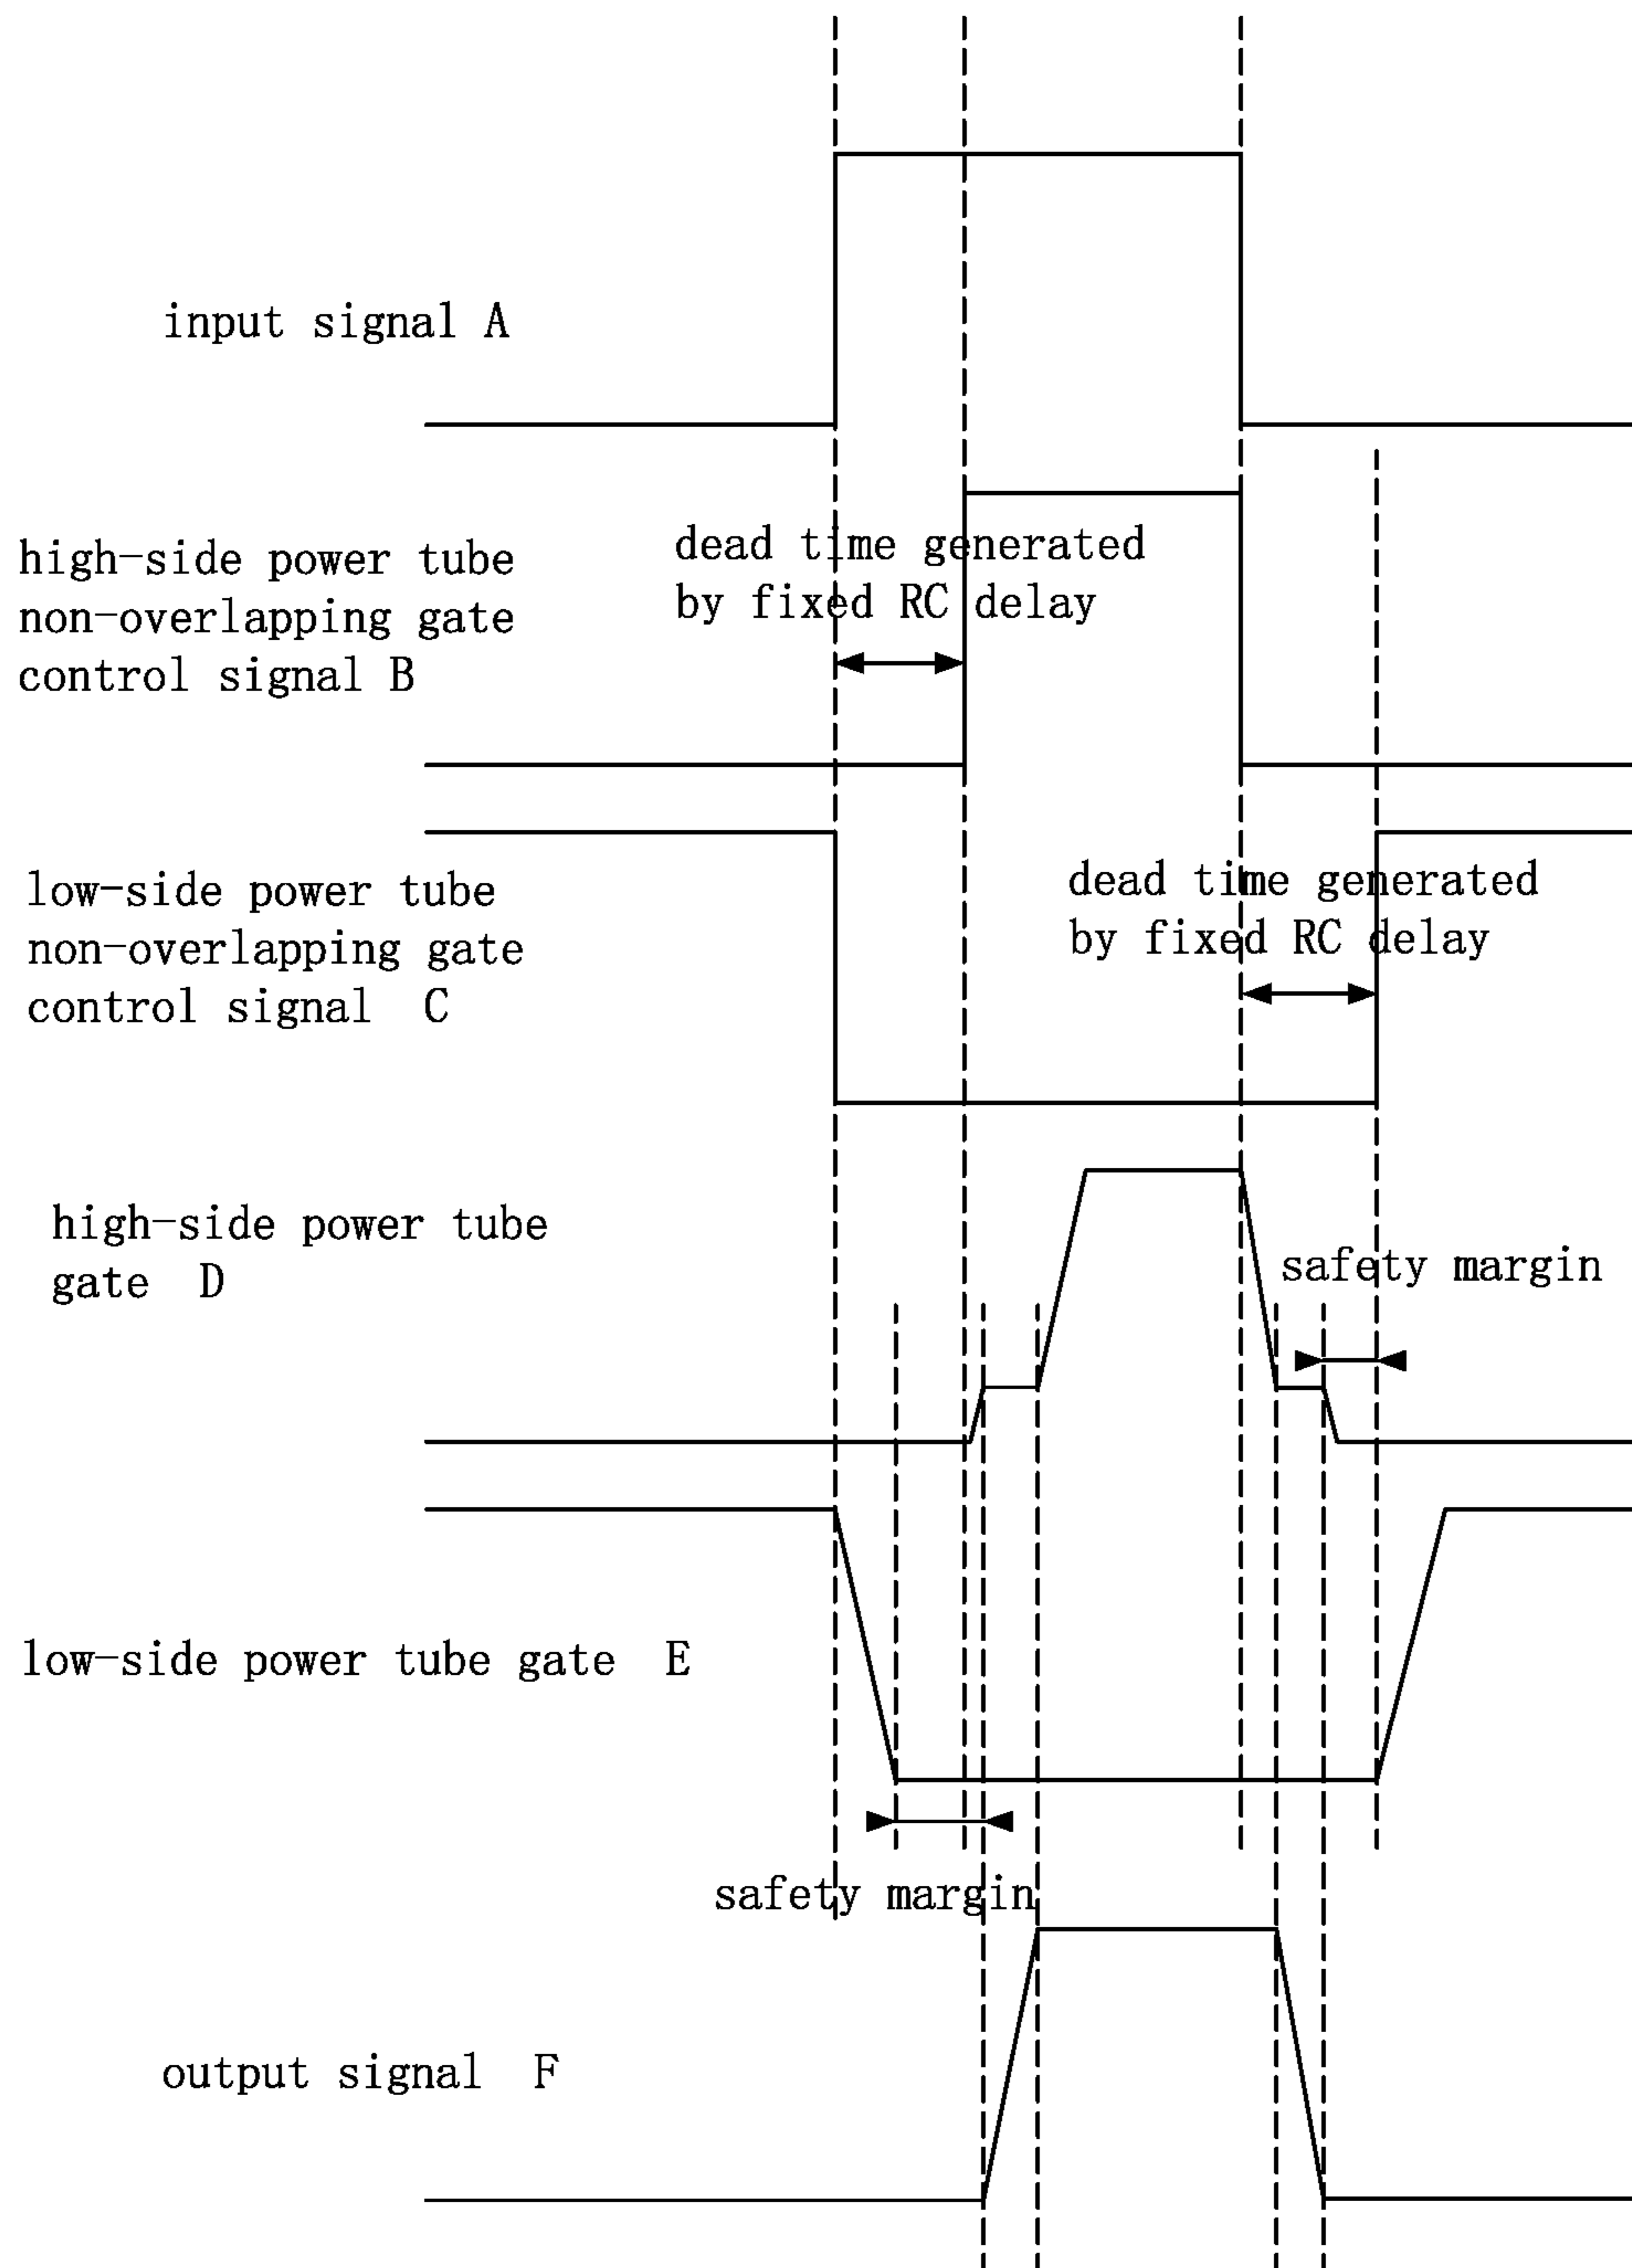 input signal A
high-side power tube
non-overlapping gate
control signal B
dead time generated
by fixed RC delay
low-side power tube
non-overlapping gate
control signal C
dead time generated
by fixed RC delay
high-side power tube
gate D
safety margin
low-side power tube gate E
safety margin
output signal F